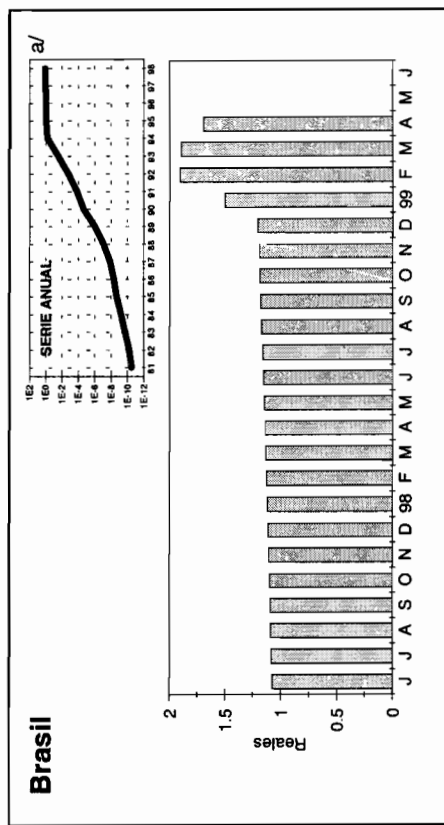 Brasil
a/
SERIE ANUAL
1E2
1E0
1E-2
1E-4
1E-6
1E-8
1E-10
1E-12
81 82 83 84 85 86 87 88 89 90 91 92 93 94 95 96 97 98
2
1.5
1
0.5
0
Reales
J J A S O N D 98 F M A M J J A S O N D 99 F M A M J